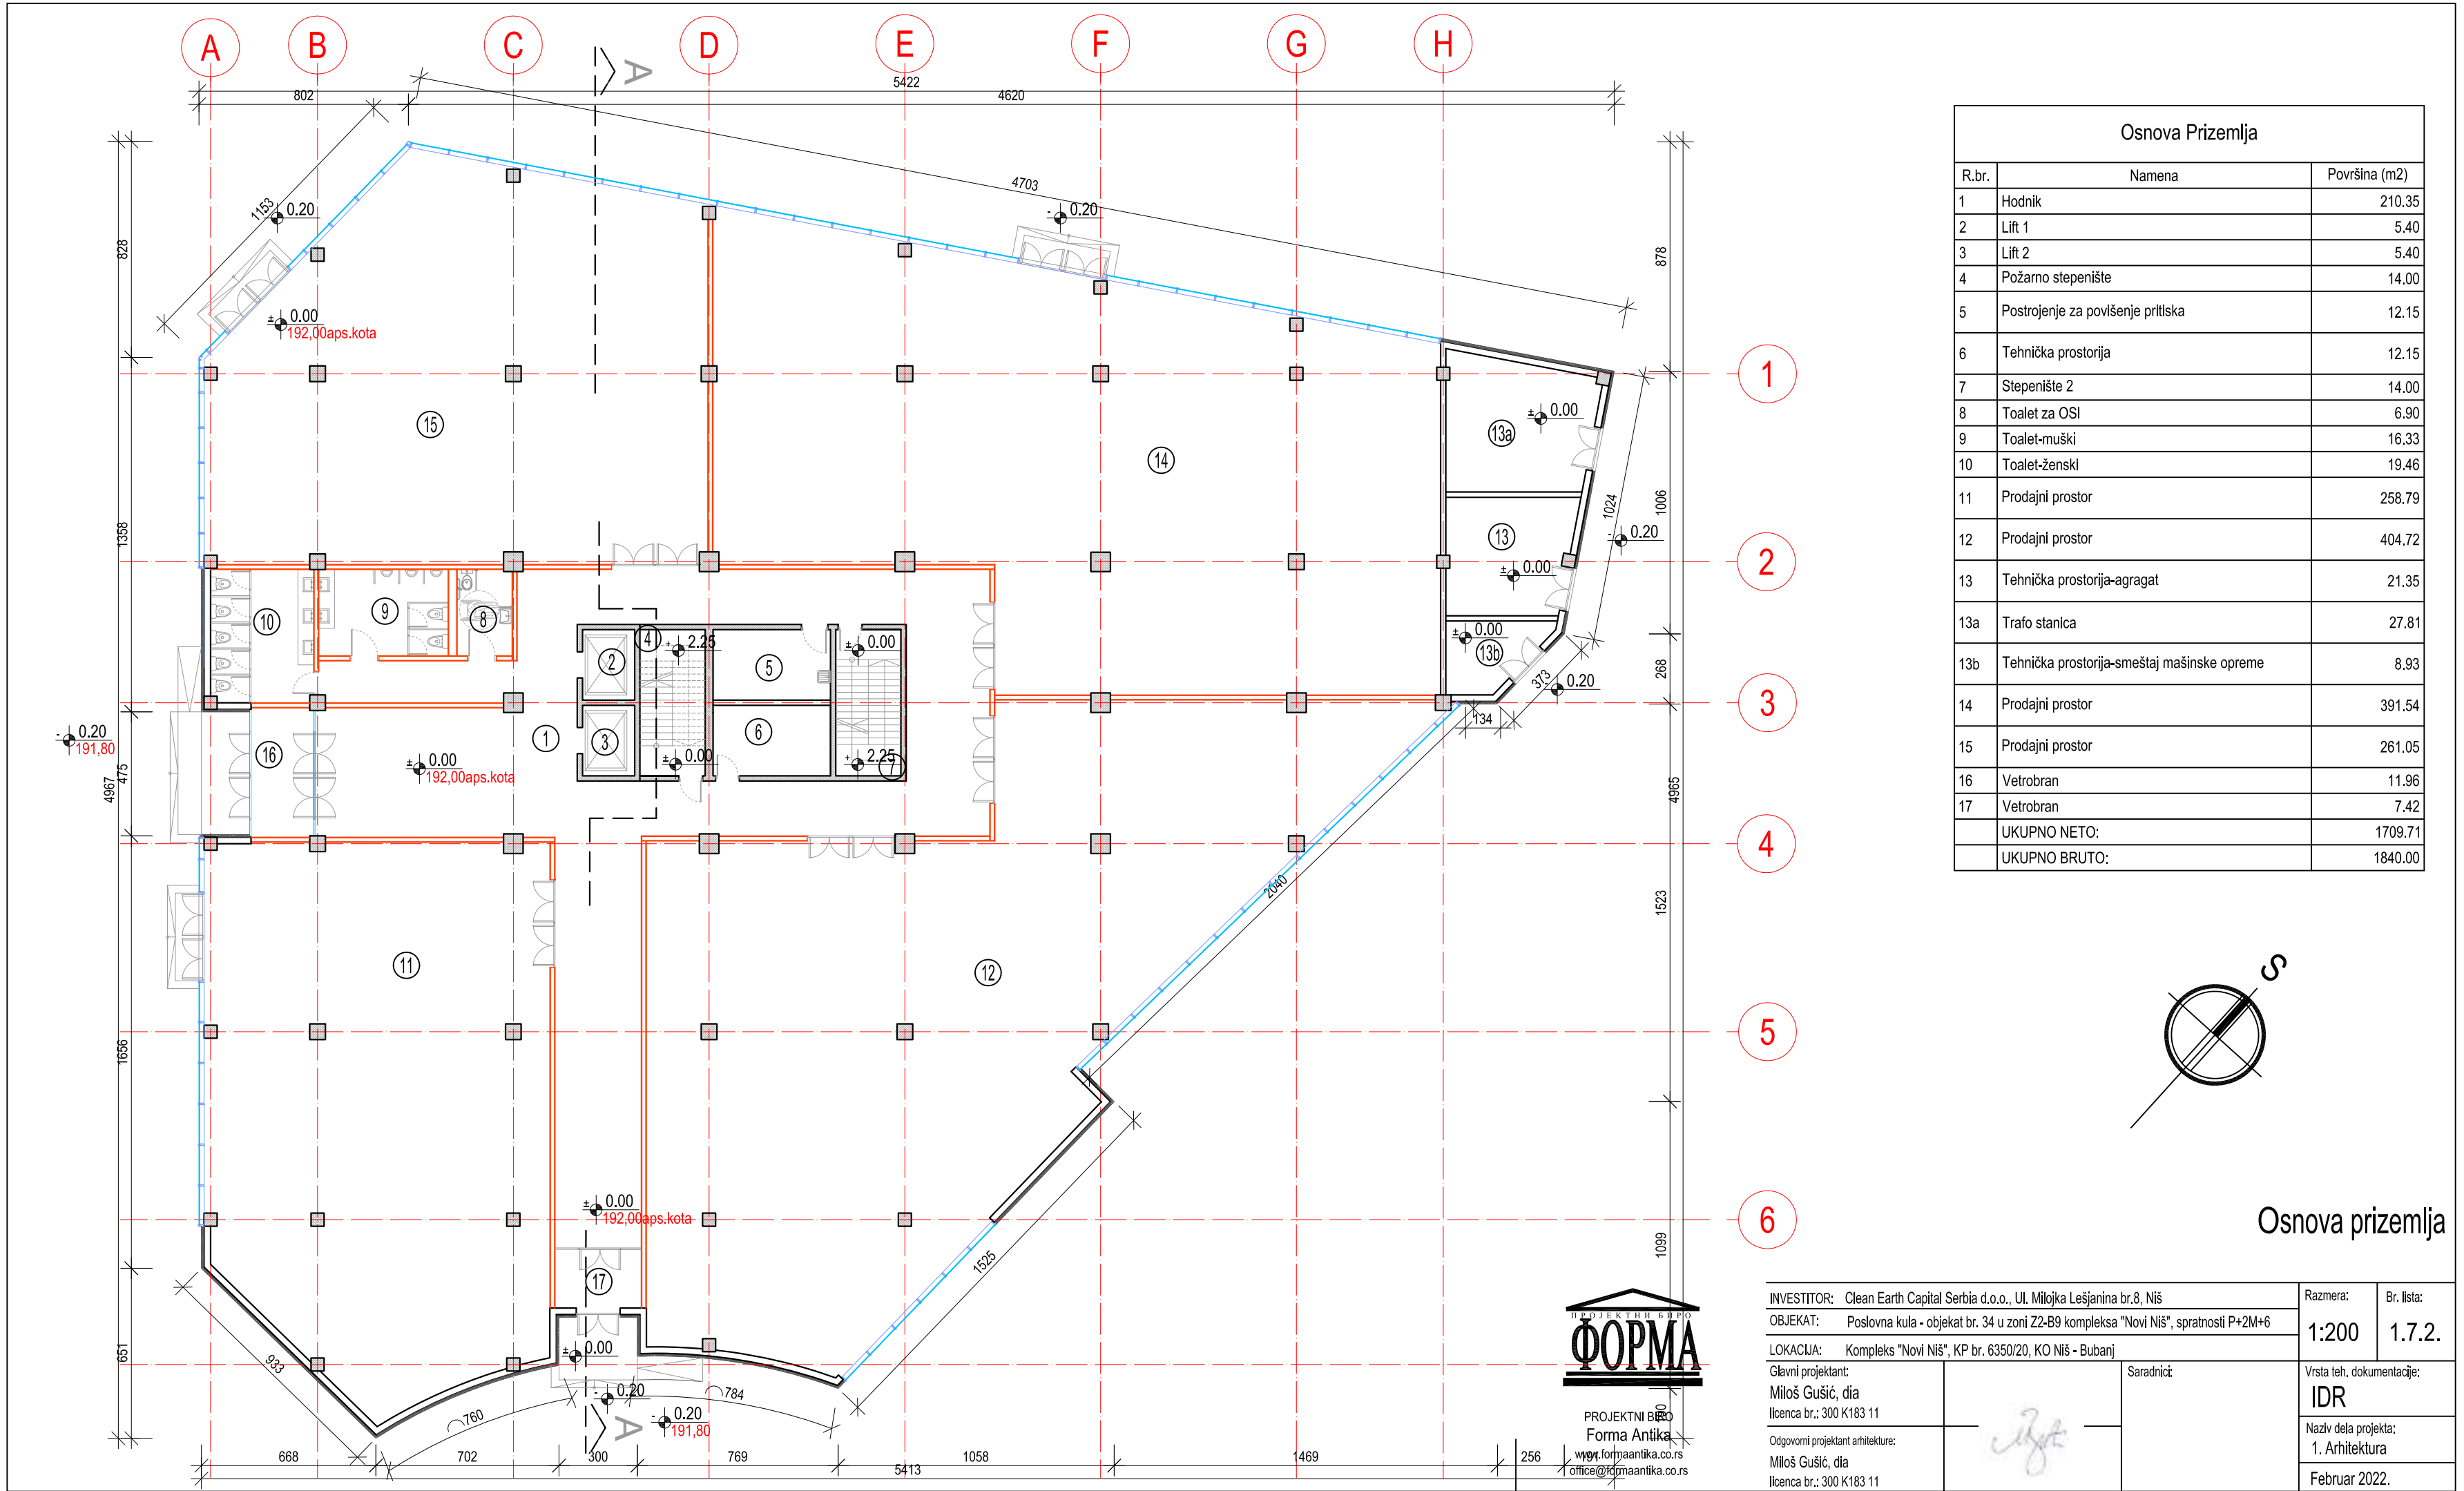 A B C D E F G H
A
5422
802
4620
4703
1153
- 0.20
- 0.20
828
878
± 0.00
192,00aps.kota
1
± 0.00
15
13a
14
1358
1024
1006
13
- 0.20
2
± 0.00
10
9
8
4
+ 2.25
± 0.00
± 0.00
13b
2
5
268
373
- 0.20
3
134
- 0.20
191,80
16
1
3
6
± 0.00
192,00aps.kota
± 0.00
+ 2.25
7
475
4967
4965
4
2040
1523
11
12
5
1656
± 0.00
192,00aps.kota
6
1099
1525
17
651
933
± 0.00
- 0.20
784
760
- 0.20
191,80
A
668
702
300
769
1058
1469
256
191
5413
Osnova Prizemlja
R.br. Namena Površina (m2)
1 Hodnik 210.35
2 Lift 1 5.40
3 Lift 2 5.40
4 Požarno stepenište 14.00
5 Postrojenje za povišenje pritiska 12.15
6 Tehnička prostorija 12.15
7 Stepenište 2 14.00
8 Toalet za OSI 6.90
9 Toalet-muški 16.33
10 Toalet-ženski 19.46
11 Prodajni prostor 258.79
12 Prodajni prostor 404.72
13 Tehnička prostorija-agragat 21.35
13a Trafo stanica 27.81
13b Tehnička prostorija-smeštaj mašinske opreme 8.93
14 Prodajni prostor 391.54
15 Prodajni prostor 261.05
16 Vetrobran 11.96
17 Vetrobran 7.42
UKUPNO NETO: 1709.71
UKUPNO BRUTO: 1840.00
S
Osnova prizemlja
ПРОЈЕКТНИ БИРО
ФОРМА
PROJEKTNI BIRO
Forma Antika
www.formaantika.co.rs
office@formaantika.co.rs
INVESTITOR: Clean Earth Capital Serbia d.o.o., Ul. Milojka Lešjanina br.8, Niš
OBJEKAT: Poslovna kula - objekat br. 34 u zoni Z2-B9 kompleksa "Novi Niš", spratnosti P+2M+6
LOKACIJA: Kompleks "Novi Niš", KP br. 6350/20, KO Niš - Bubanj
Razmera:
1:200
Br. lista:
1.7.2.
Glavni projektant:
Miloš Gušić, dia
licenca br.: 300 K183 11
Saradnici:
Vrsta teh. dokumentacije:
IDR
Odgovorni projektant arhitekture:
Miloš Gušić, dia
licenca br.: 300 K183 11
Naziv dela projekta:
1. Arhitektura
Februar 2022.